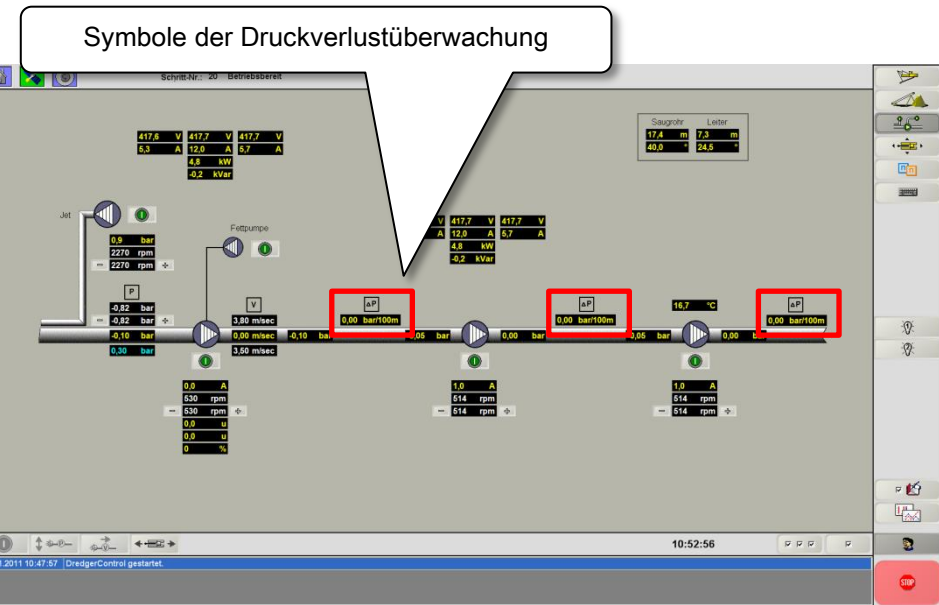 Symbole der Druckverlustüberwachung
Schritt-Nr.: 20 Betriebsbereit
417,6 V 417,7 V 417,7 V
5,3 A 12,0 A 5,7 A
4,8 kW
-0,2 kVar
Saugrohr Leiter
17,4 m 7,3 m
40,0 ° 24,5 °
Jet
Fettpumpe
V 417,7 V 417,7 V
A 12,0 A 5,7 A
4,8 kW
-0,2 kVar
0,9 bar
2270 rpm
2270 rpm
P
-0,82 bar
-0,82 bar
-0,10 bar
0,30 bar
V
3,80 m/sec
0,00 m/sec
3,50 m/sec
-0,10 bar
ΔP
0,00 bar/100m
0,05 bar
0,00 bar
ΔP
0,00 bar/100m
0,05 bar
16,7 °C
0,00 bar
ΔP
0,00 bar/100m
0,0 A
530 rpm
530 rpm
0,0 u
0,0 u
0 %
1,0 A
514 rpm
514 rpm
1,0 A
514 rpm
514 rpm
10:52:56
.2011 10:47:57 DredgerControl gestartet.
STOP